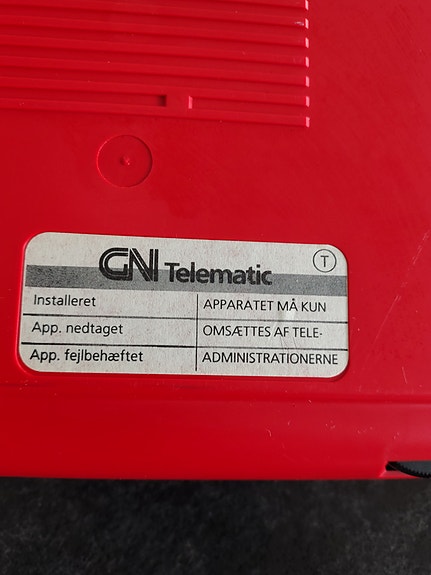 GN Telematic
T
Installeret
APPARATET MÅ KUN
App. nedtaget
OMSÆTTES AF TELE-
App. fejlbehæftet
ADMINISTRATIONERNE